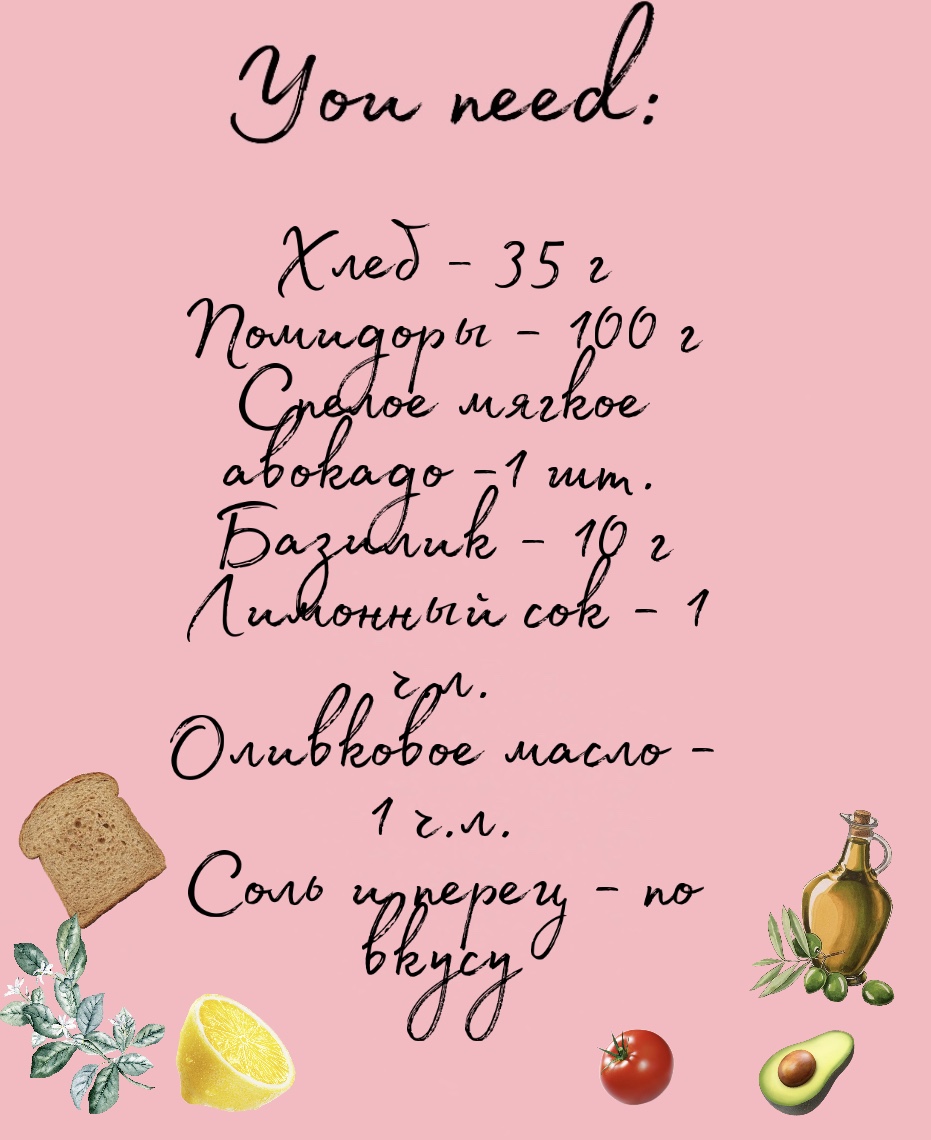 You need:
Хлеб - 35 г
Помидоры - 100 г
Спелое мягкое
авокадо -1 шт.
Базилик - 10 г
Лимонный сок - 1
ч.л.
Оливковое масло -
1 ч.л.
Соль и перец - по
вкусу